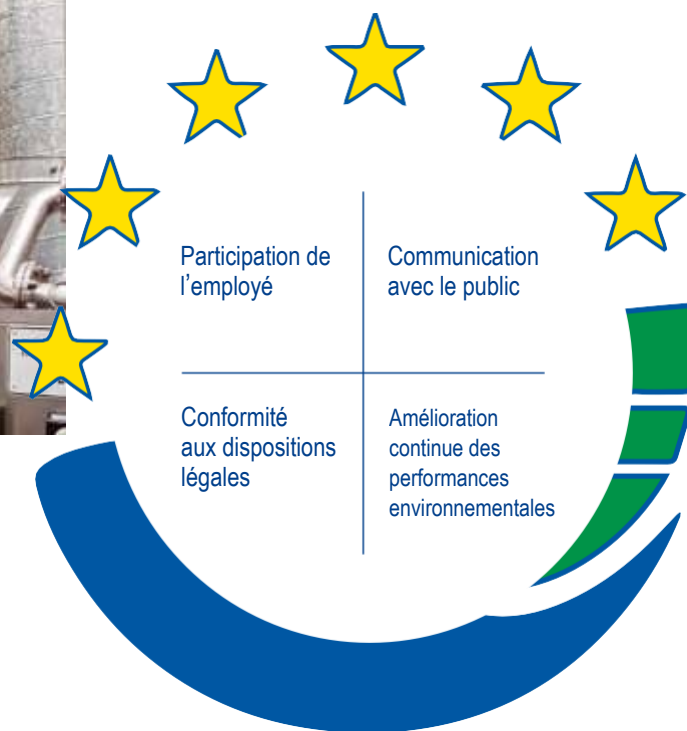 Participation de
l’employé
Communication
avec le public
Conformité
aux dispositions
légales
Amélioration
continue des
performances
environnementales